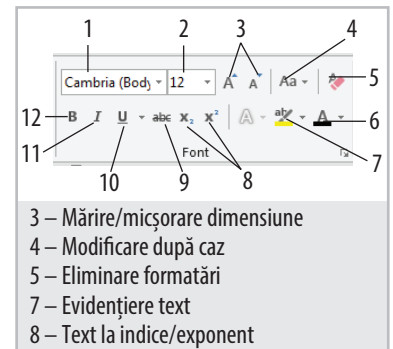 1 2 3 4
Cambria (Body 12 A A Aa 5
12 B I U abc x₂ x² A ab A 6
11 10 9 Font 8 7
3 – Mărire/micșorare dimensiune
4 – Modificare după caz
5 – Eliminare formatări
7 – Evidențiere text
8 – Text la indice/exponent